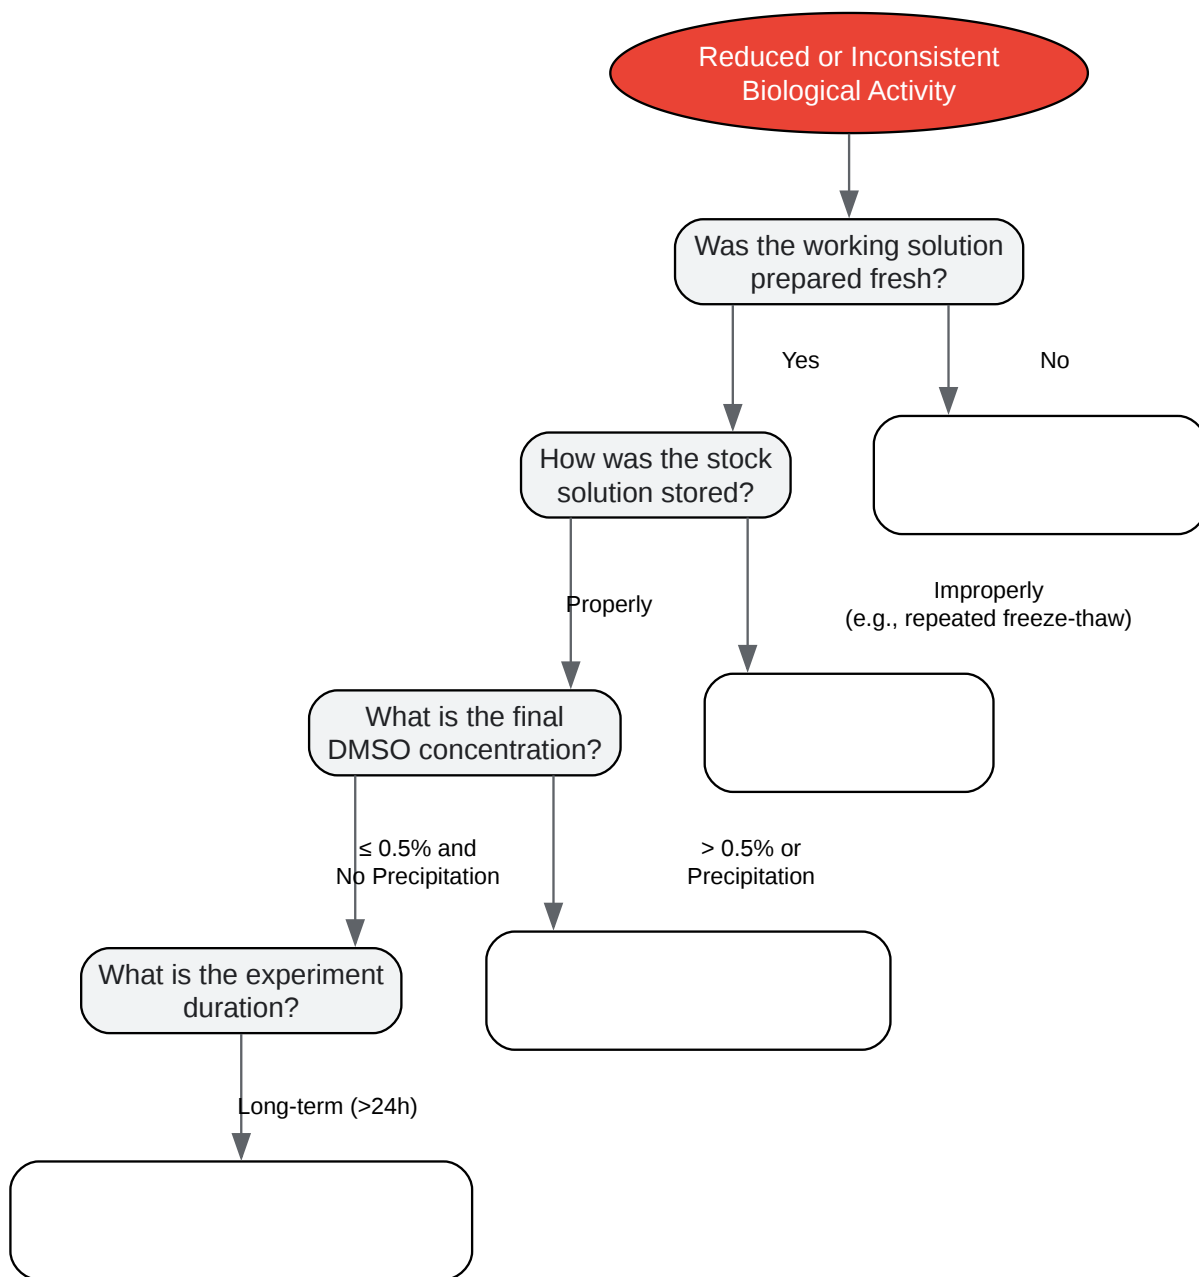 Reduced or Inconsistent
Biological Activity
Was the working solution
prepared fresh?
Yes
No
How was the stock
solution stored?
Properly
Improperly
(e.g., repeated freeze-thaw)
What is the final
DMSO concentration?
≤ 0.5% and
No Precipitation
> 0.5% or
Precipitation
What is the experiment
duration?
Long-term (>24h)